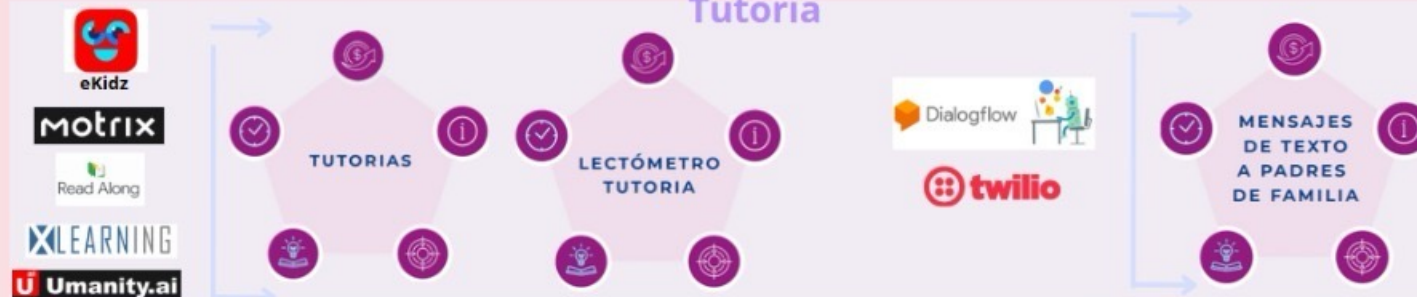 Tutoria
eKidz
Motrix
Read Along
XLEARNING
U Umanity.ai
TUTORIAS
LECTÓMETRO
TUTORIA
Dialogflow
twilio
MENSAJES
DE TEXTO
A PADRES
DE FAMILIA